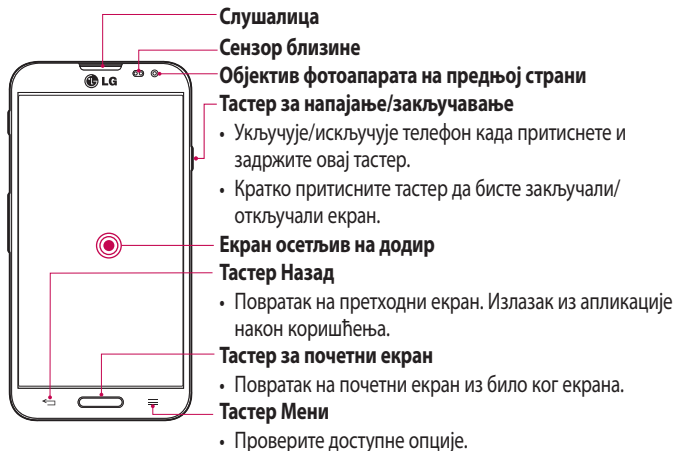 Слушалица
Сензор близине
Објектив фотоапарата на предњој страни
LG
Тастер за напајање/закључавање
• Укључује/искључује телефон када притиснете и
задржите овај тастер.
• Кратко притисните тастер да бисте закључали/
откључали екран.
Екран осетљив на додир
Тастер Назад
• Повратак на претходни екран. Излазак из апликације
након коришћења.
Тастер за почетни екран
• Повратак на почетни екран из било ког екрана.
Тастер Мени
• Проверите доступне опције.